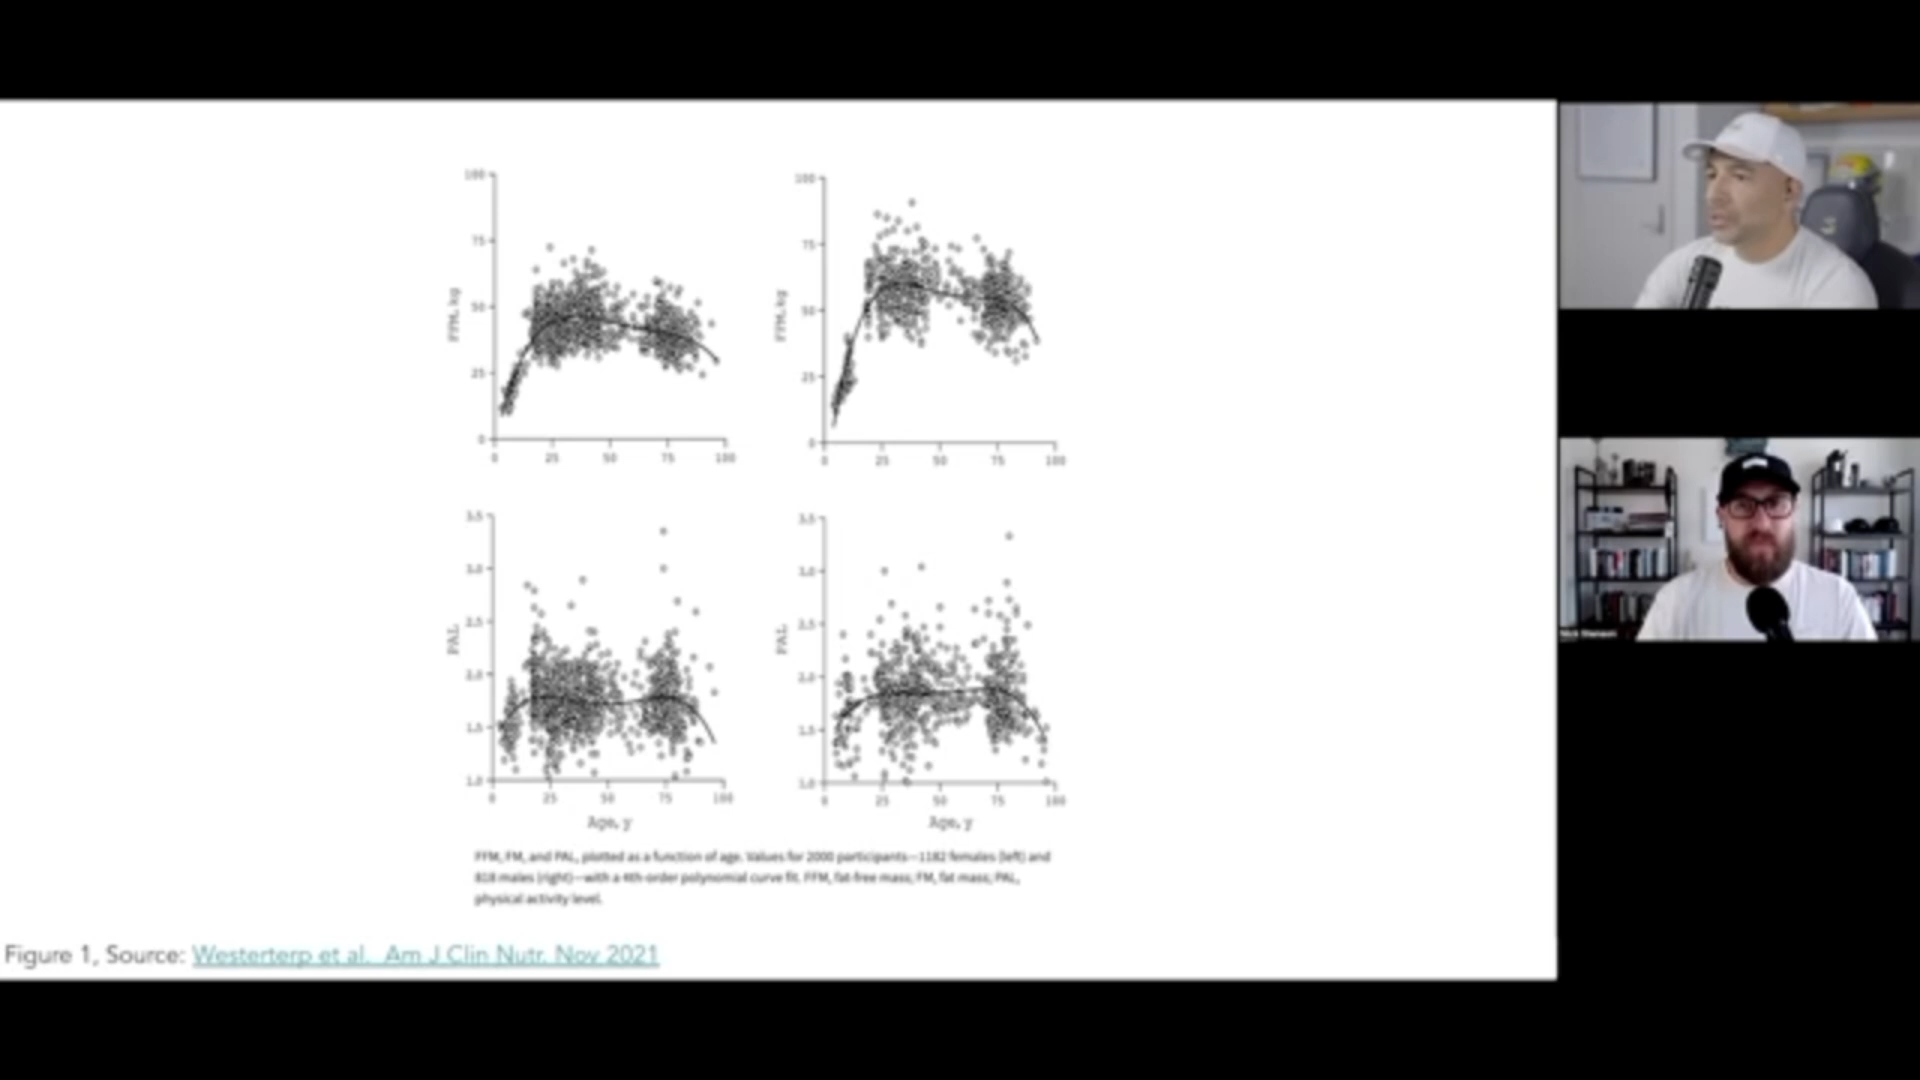 100
75
50
25
0
FFM, kg
0 25 50 75 100
100
75
50
25
0
FFM, kg
0 25 50 75 100
3.5
3.0
2.5
2.0
1.5
1.0
PAL
0 25 50 75 100
Age, y
3.5
3.0
2.5
2.0
1.5
1.0
PAL
0 25 50 75 100
Age, y
FFM, FM, and PAL, plotted as a function of age. Values for 2000 participants—1182 females (left) and
818 males (right)—with a 4th-order polynomial curve fit. FFM, fat-free mass; FM, fat mass; PAL,
physical activity level.
Figure 1, Source: Westerterp et al. Am J Clin Nutr. Nov 2021